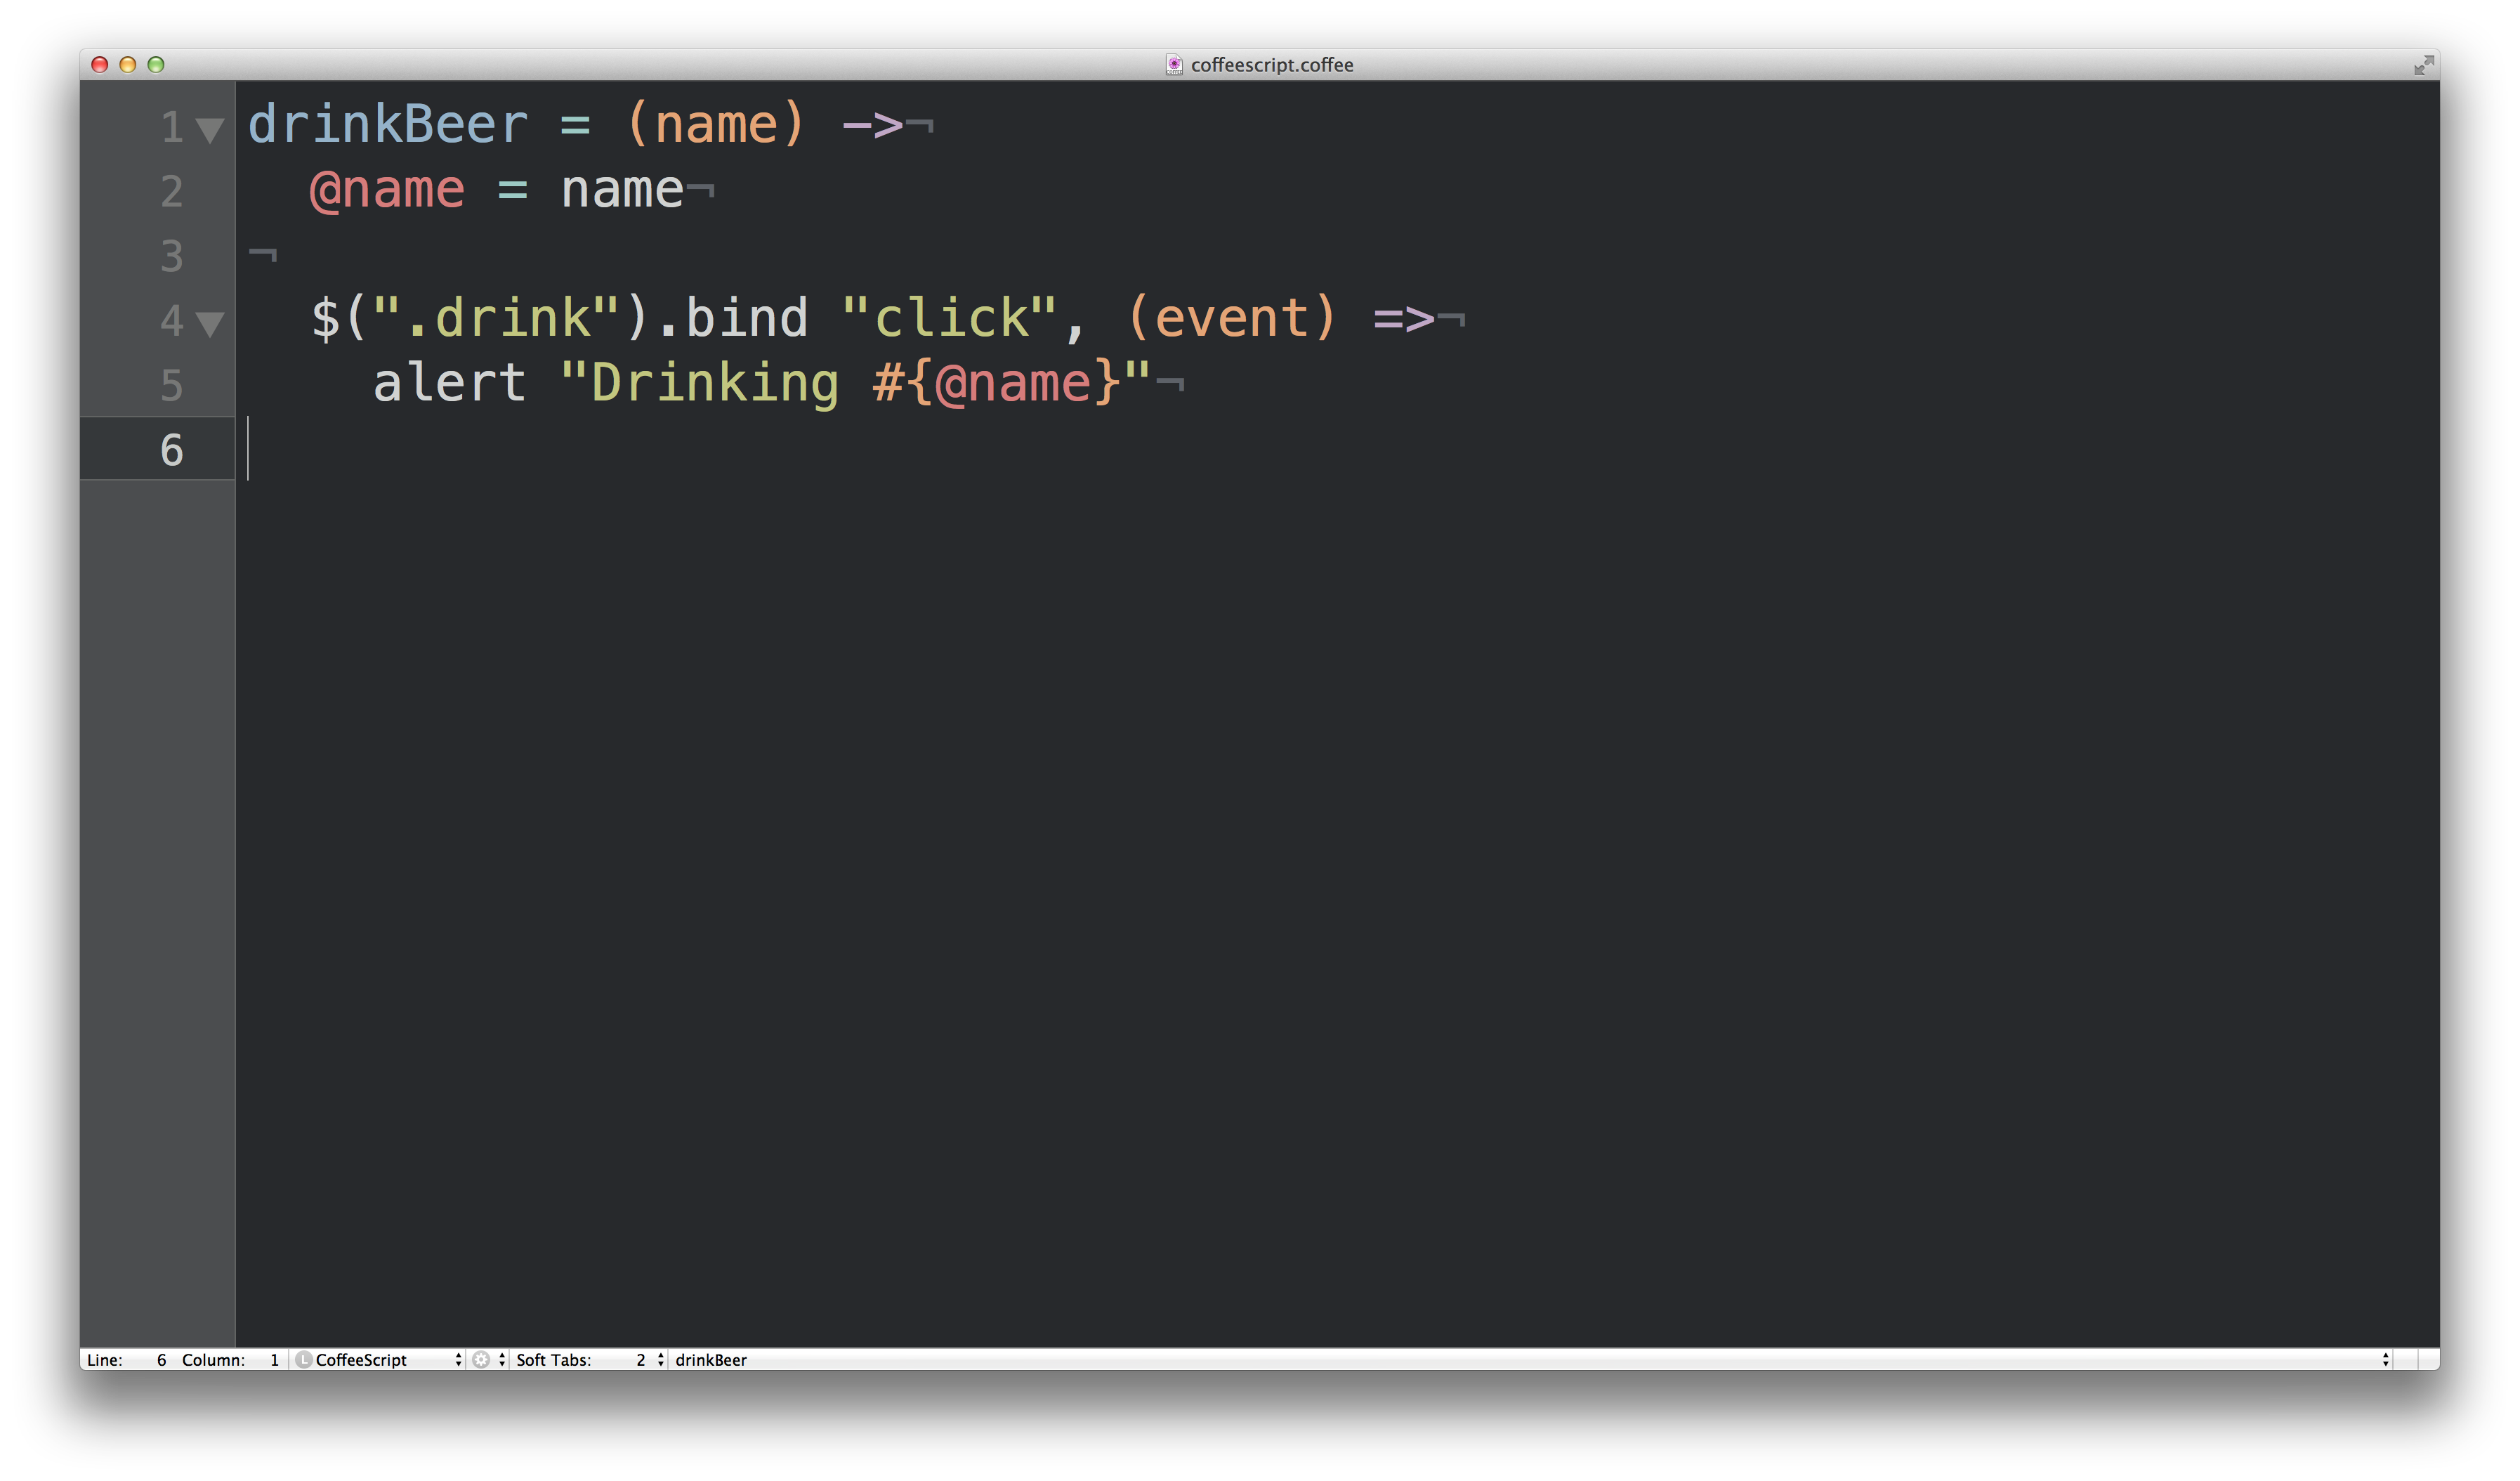 coffeescript.coffee
1 drinkBeer = (name) ->¬
2   @name = name¬
3 ¬
4   $(".drink").bind "click", (event) =>¬
5     alert "Drinking #{@name}"¬
6
Line: 6 Column: 1 L CoffeeScript Soft Tabs: 2 drinkBeer